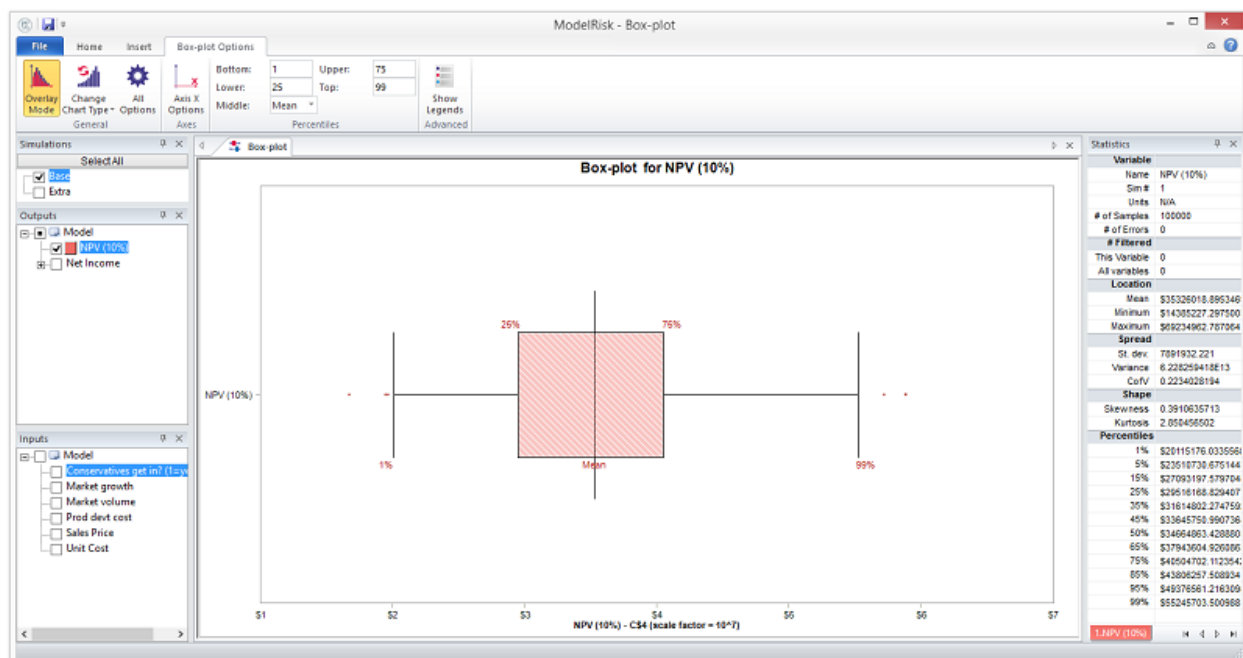 ModelRisk - Box-plot
File Home Insert Box-plot Options
Overlay Mode
Change Chart Type
All Options
General
Axis X Options
Axes
Bottom: 1 Upper: 75
Lower: 25 Top: 99
Middle: Mean
Percentiles
Show Legends
Advanced
Simulations
Select All
Base
Extra
Outputs
Model
NPV (10%)
Net Income
Inputs
Model
Conservatives get in? (1=ye
Market growth
Market volume
Prod devt cost
Sales Price
Unit Cost
Box-plot
Box-plot for NPV (10%)
25% 75%
NPV (10%)
1% Mean 99%
$1 $2 $3 $4 $5 $6 $7
NPV (10%) - C$4 (scale factor = 10^7)
Statistics
Variable
Name NPV (10%)
Sim # 1
Units N/A
# of Samples 100000
# of Errors 0
# Filtered
This Variable 0
All variables 0
Location
Mean $35326018.895346
Minimum $14385227.297500
Maximum $69234962.787064
Spread
St. dev. 7891932.221
Variance 6.228259418E13
CofV 0.2234028194
Shape
Skewness 0.3910635713
Kurtosis 2.850456502
Percentiles
1% $20115176.033556
5% $23510730.675144
15% $27093197.579704
25% $29516168.829407
35% $31614802.274759
45% $33645750.990736
50% $34664863.428880
65% $37943604.926086
75% $40504702.112354
85% $43806257.508934
95% $49376561.216309
99% $55245703.500988
1.NPV (10%)